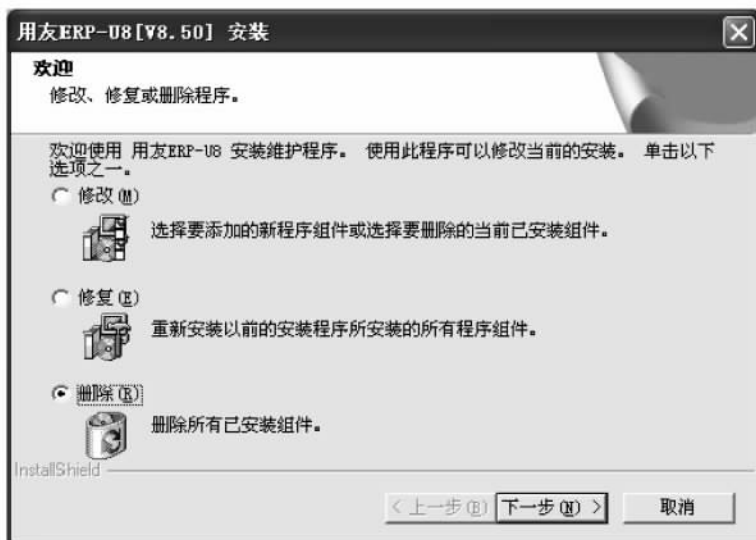 用友ERP-U8[V8.50] 安装
欢迎
修改、修复或删除程序。
欢迎使用 用友ERP-U8 安装维护程序。 使用此程序可以修改当前的安装。 单击以下
选项之一。
修改(M)
选择要添加的新程序组件或选择要删除的当前已安装组件。
修复(E)
重新安装以前的安装程序所安装的所有程序组件。
删除(R)
删除所有已安装组件。
InstallShield
< 上一步(B) 下一步(N) > 取消